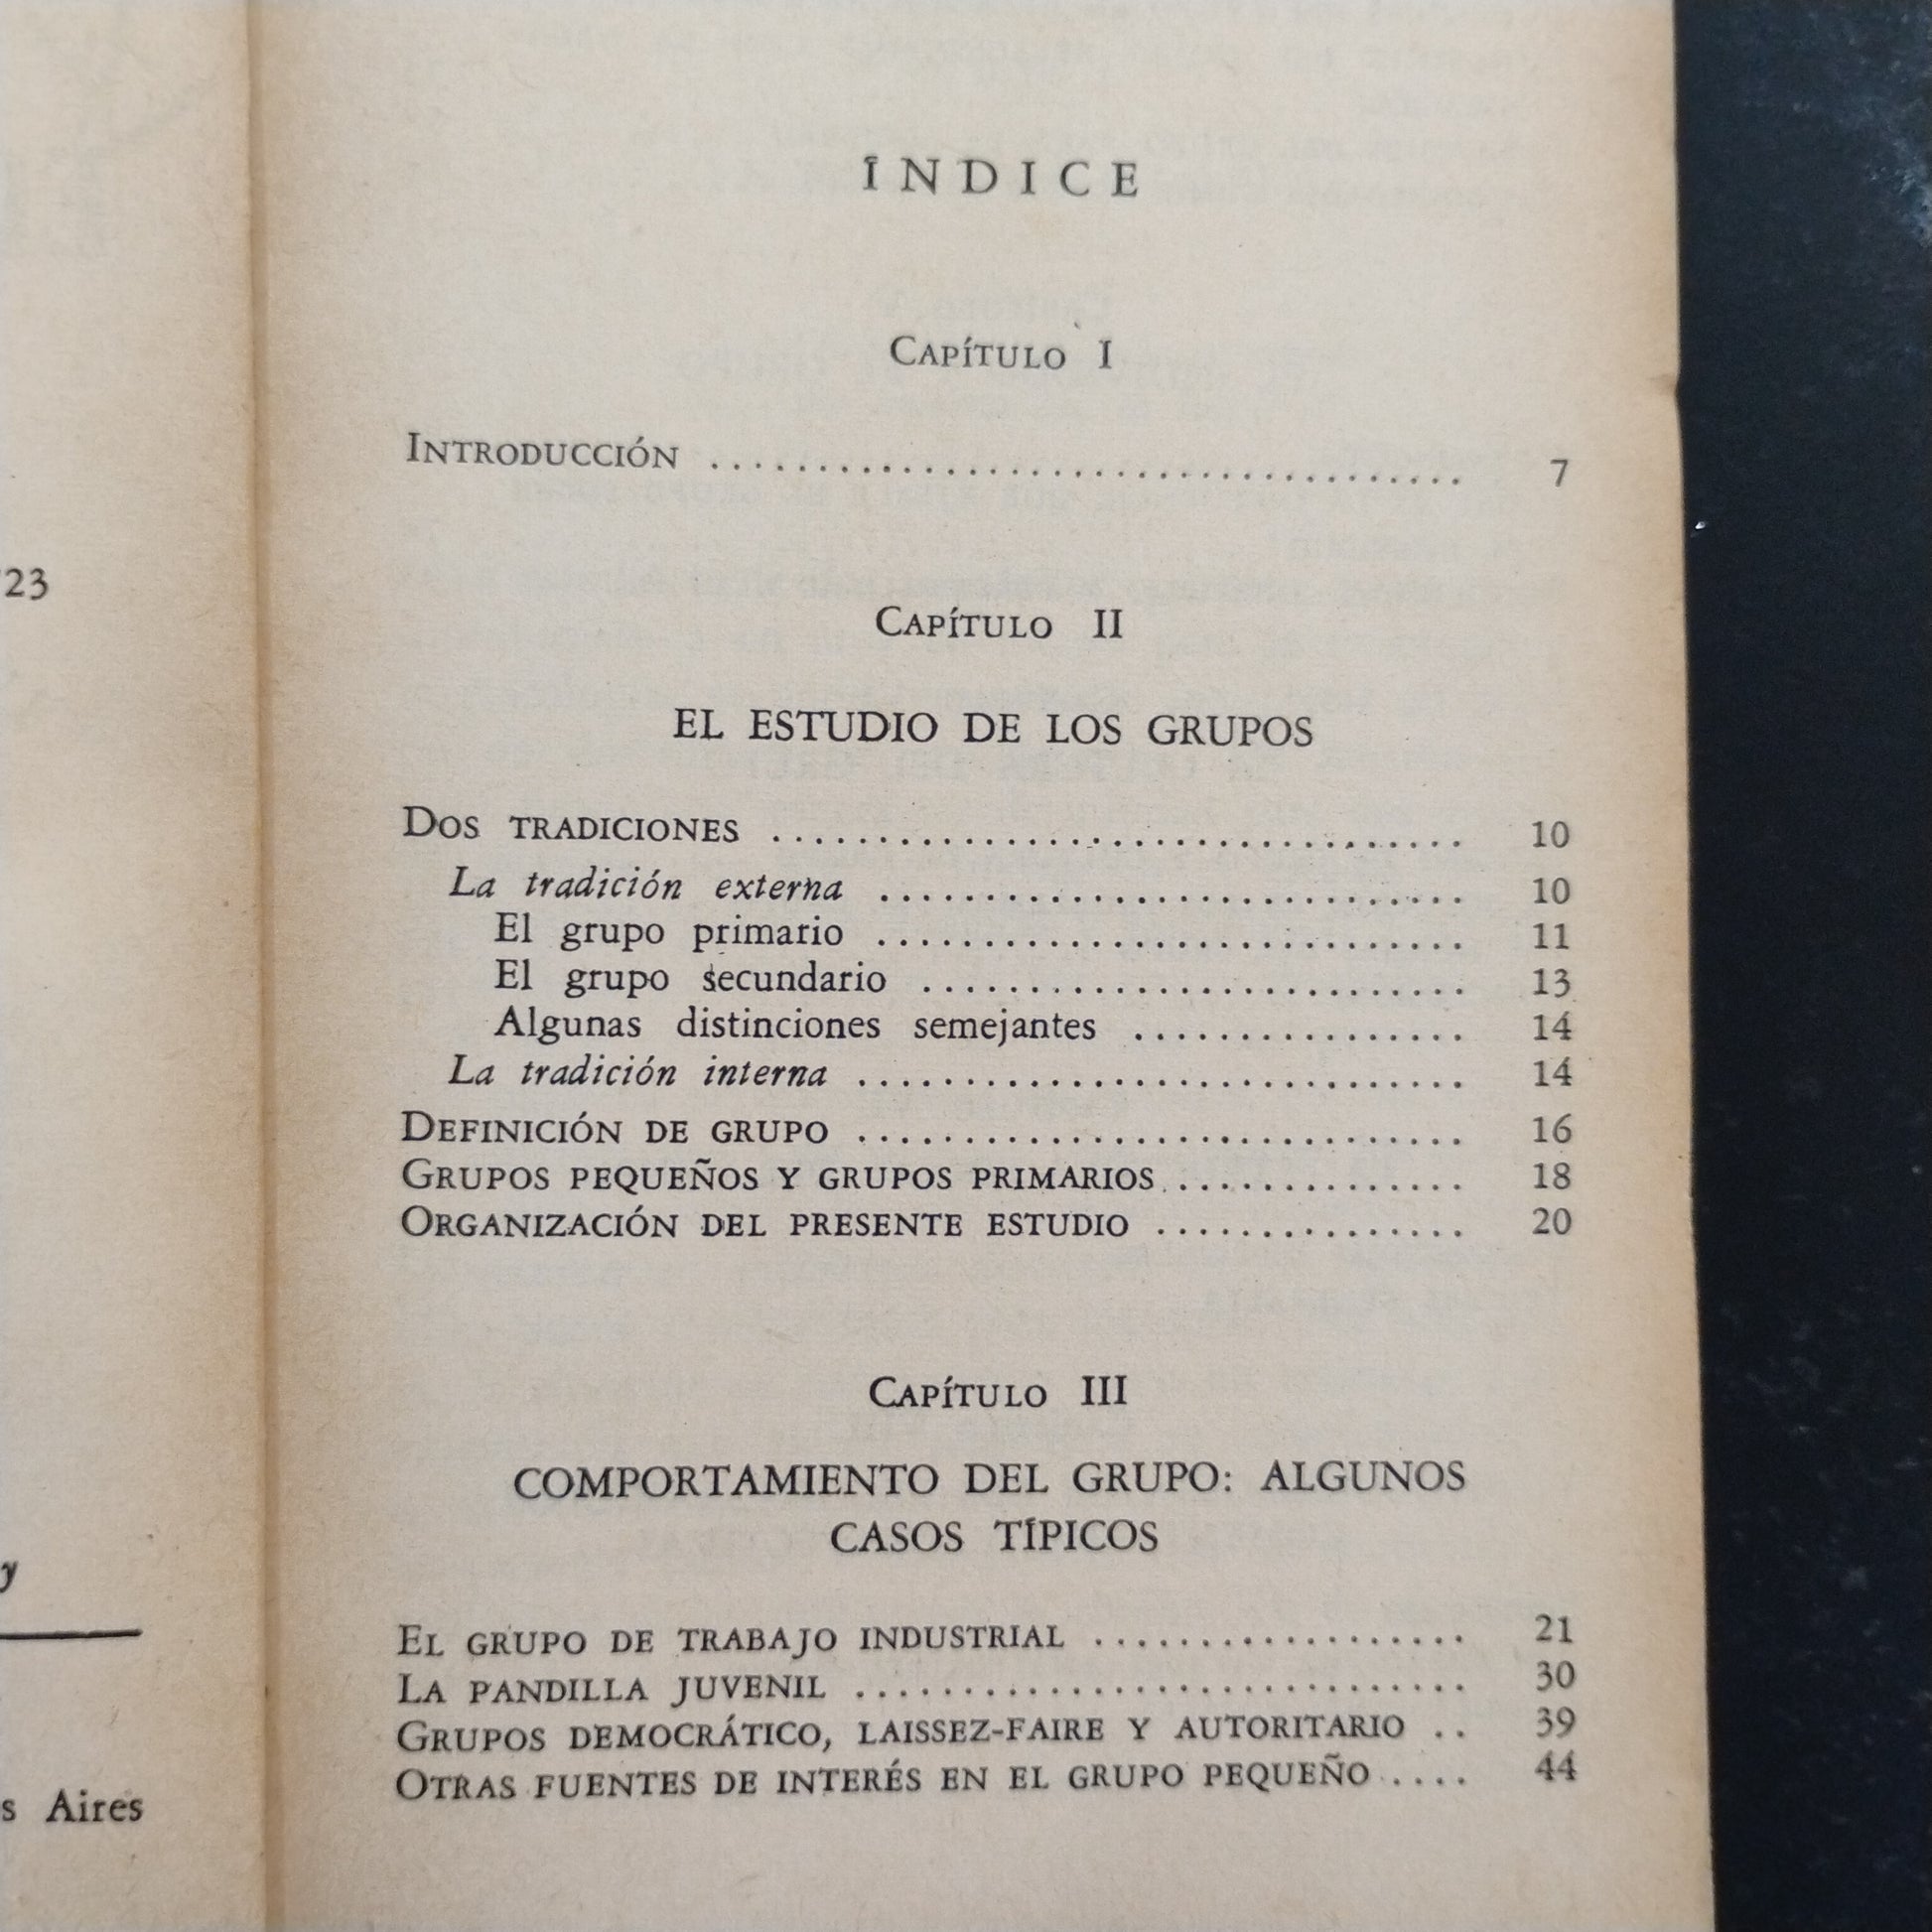 23
y
s Aires
ÍNDICE
Capítulo I
Introducción ................................... 7
Capítulo II
EL ESTUDIO DE LOS GRUPOS
Dos tradiciones ................................ 10
La tradición externa ........................... 10
El grupo primario ........................... 11
El grupo secundario ......................... 13
Algunas distinciones semejantes ................ 14
La tradición interna ............................ 14
Definición de grupo ............................ 16
Grupos pequeños y grupos primarios .............. 18
Organización del presente estudio ............... 20
Capítulo III
COMPORTAMIENTO DEL GRUPO: ALGUNOS
CASOS TÍPICOS
El grupo de trabajo industrial .................. 21
La pandilla juvenil ............................. 30
Grupos democrático, laissez-faire y autoritario .. 39
Otras fuentes de interés en el grupo pequeño .... 44